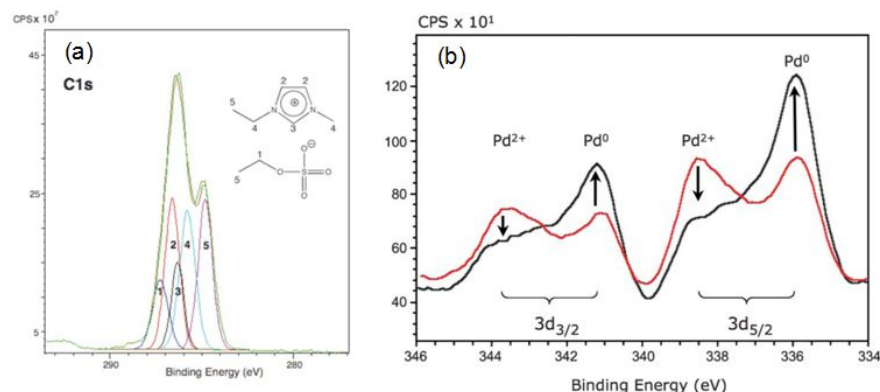 CPS x 10⁷
(a)
45
C1s
25
5
1
2
3
4
5
2
2
5
4
N
N
3
4
1
5
O
S
O
O
O
290
280
Binding Energy (eV)
CPS x 10¹
(b)
120
100
80
60
40
Pd²⁺
Pd⁰
Pd²⁺
Pd⁰
3d₃/₂
3d₅/₂
346
344
342
340
338
336
334
Binding Energy (eV)